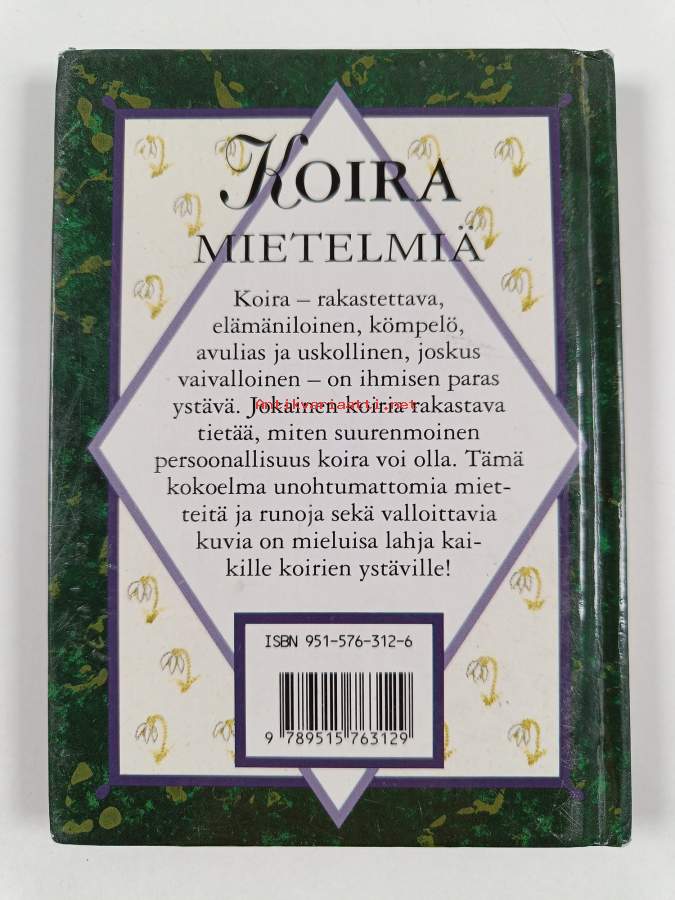 KOIRA
MIETELMIÄ
Koira – rakastettava,
elämäniloinen, kömpelö,
avulias ja uskollinen, joskus
vaivalloinen – on ihmisen paras
ystävä. Jokainen koiria rakastava
Antikvariaatti.net
tietää, miten suurenmoinen
persoonallisuus koira voi olla. Tämä
kokoelma unohtumattomia miet-
teitä ja runoja sekä valloittavia
kuvia on mieluisa lahja kai-
kille koirien ystäville!
ISBN 951-576-312-6
9 789515 763129